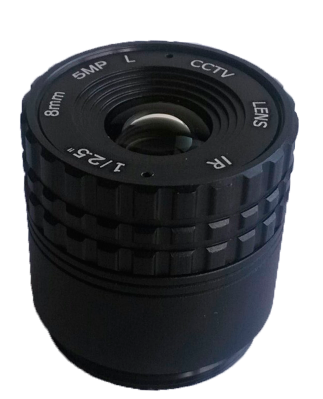 8mm 5MP L CCTV LENS IR 1/2.5"